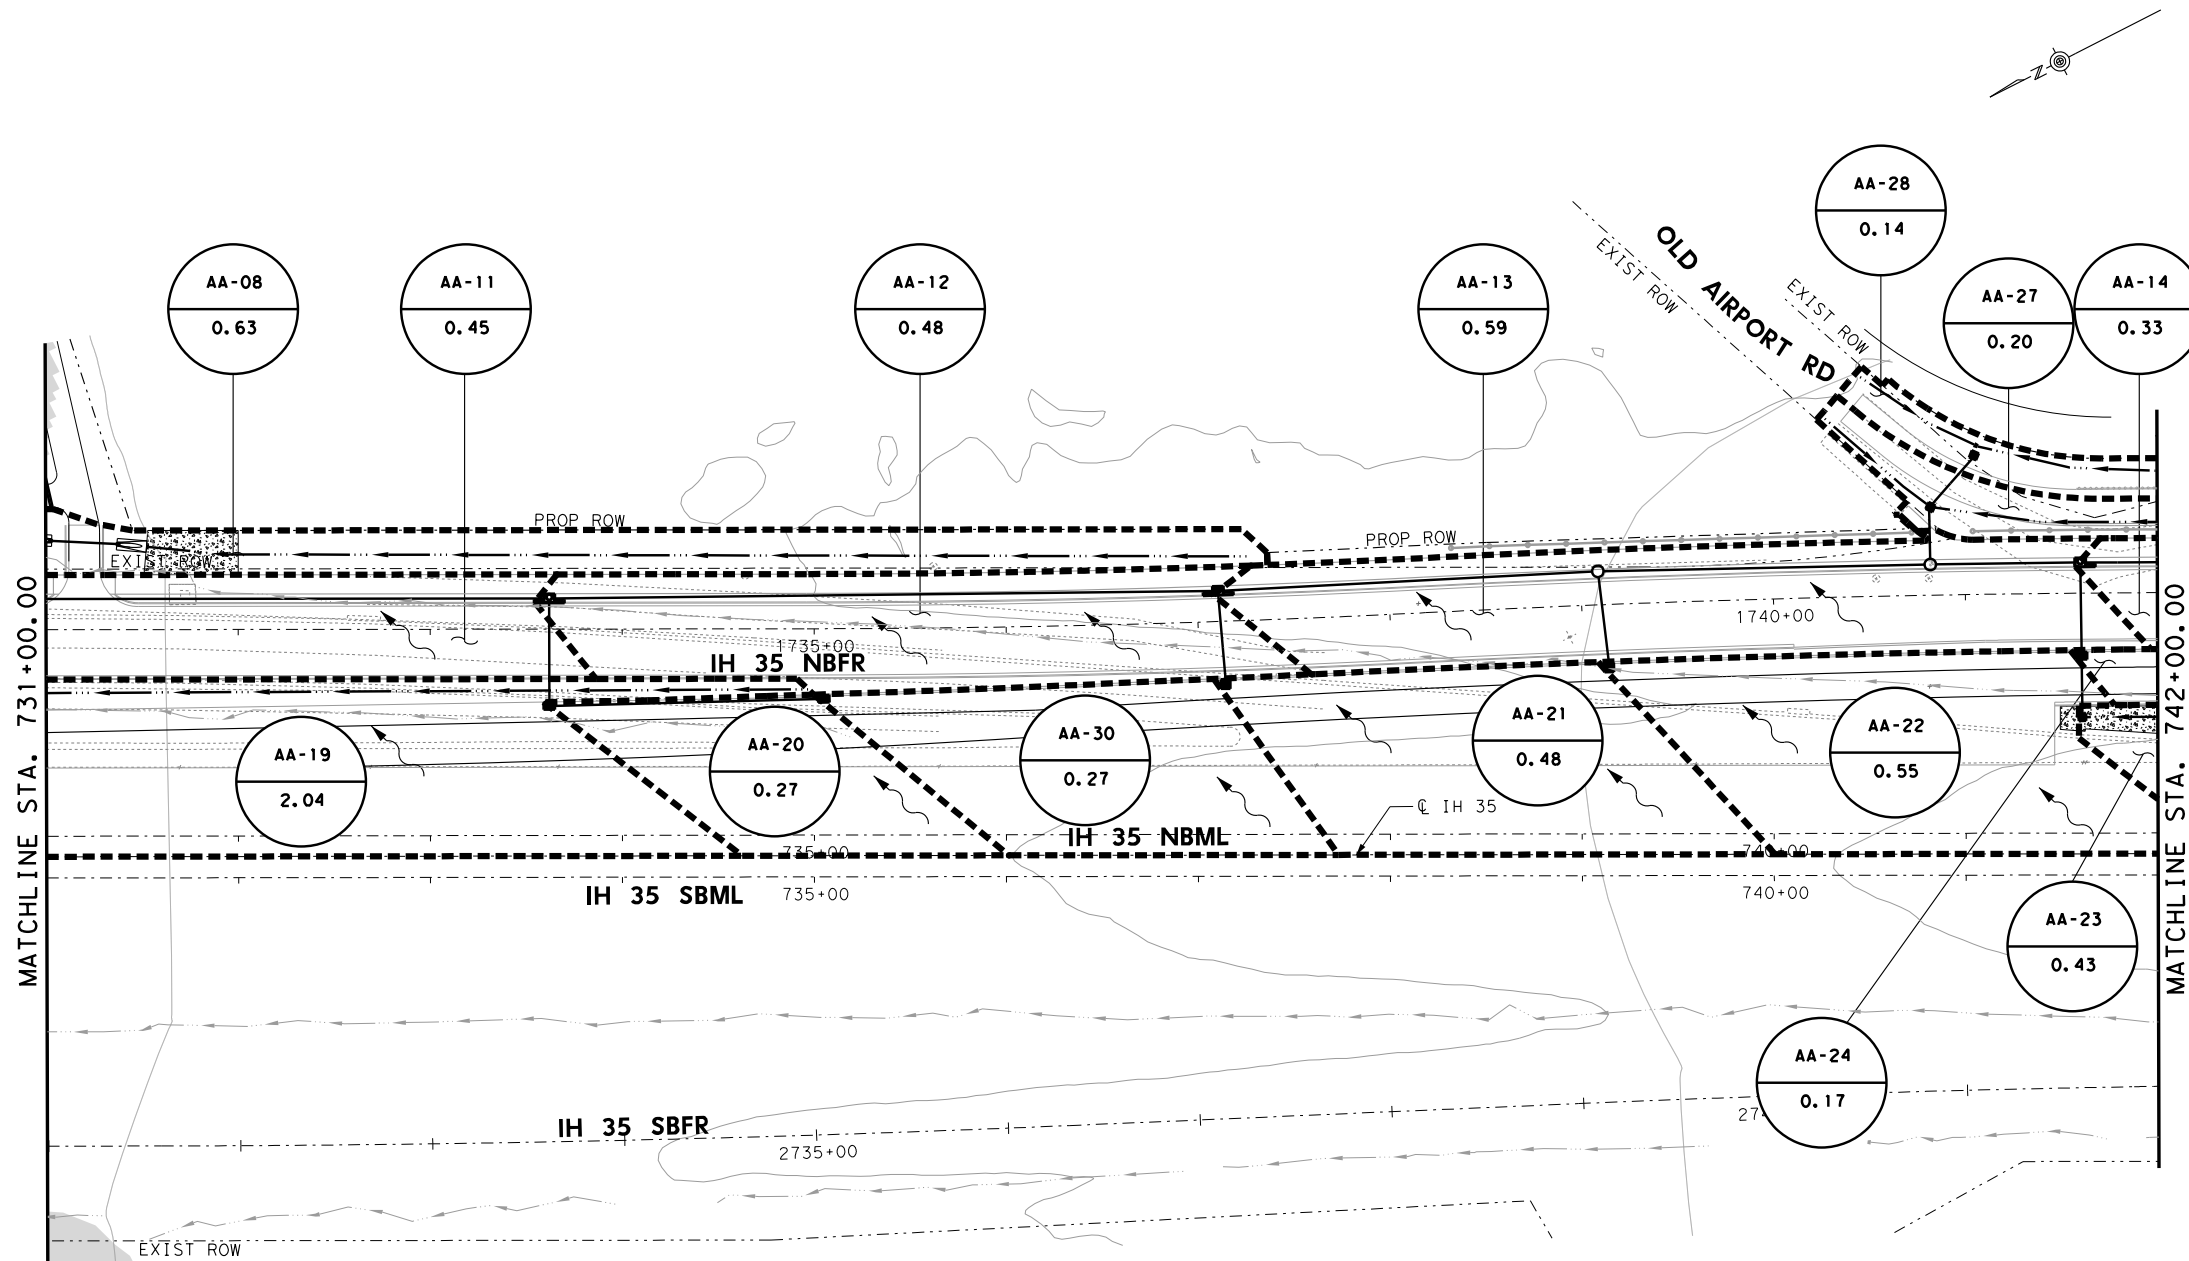 N
AA-28
0.14
OLD AIRPORT RD
EXIST ROW
EXIST ROW
AA-08
0.63
AA-11
0.45
AA-12
0.48
AA-13
0.59
AA-27
0.20
AA-14
0.33
PROP ROW
PROP ROW
EXIST ROW
1735+00
1740+00
IH 35 NBFR
MATCHLINE STA. 731+00.00
MATCHLINE STA. 742+00.00
AA-19
2.04
AA-20
0.27
AA-30
0.27
AA-21
0.48
AA-22
0.55
℄ IH 35
IH 35 NBML
735+00
740+00
IH 35 SBML
735+00
740+00
AA-23
0.43
AA-24
0.17
IH 35 SBFR
2735+00
EXIST ROW